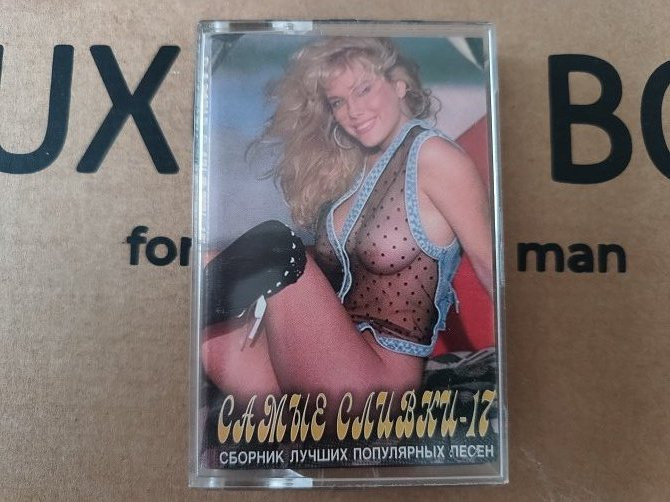 UX BO
for man
САМЫЕ СЛИВКИ-17
СБОРНИК ЛУЧШИХ ПОПУЛЯРНЫХ ПЕСЕН